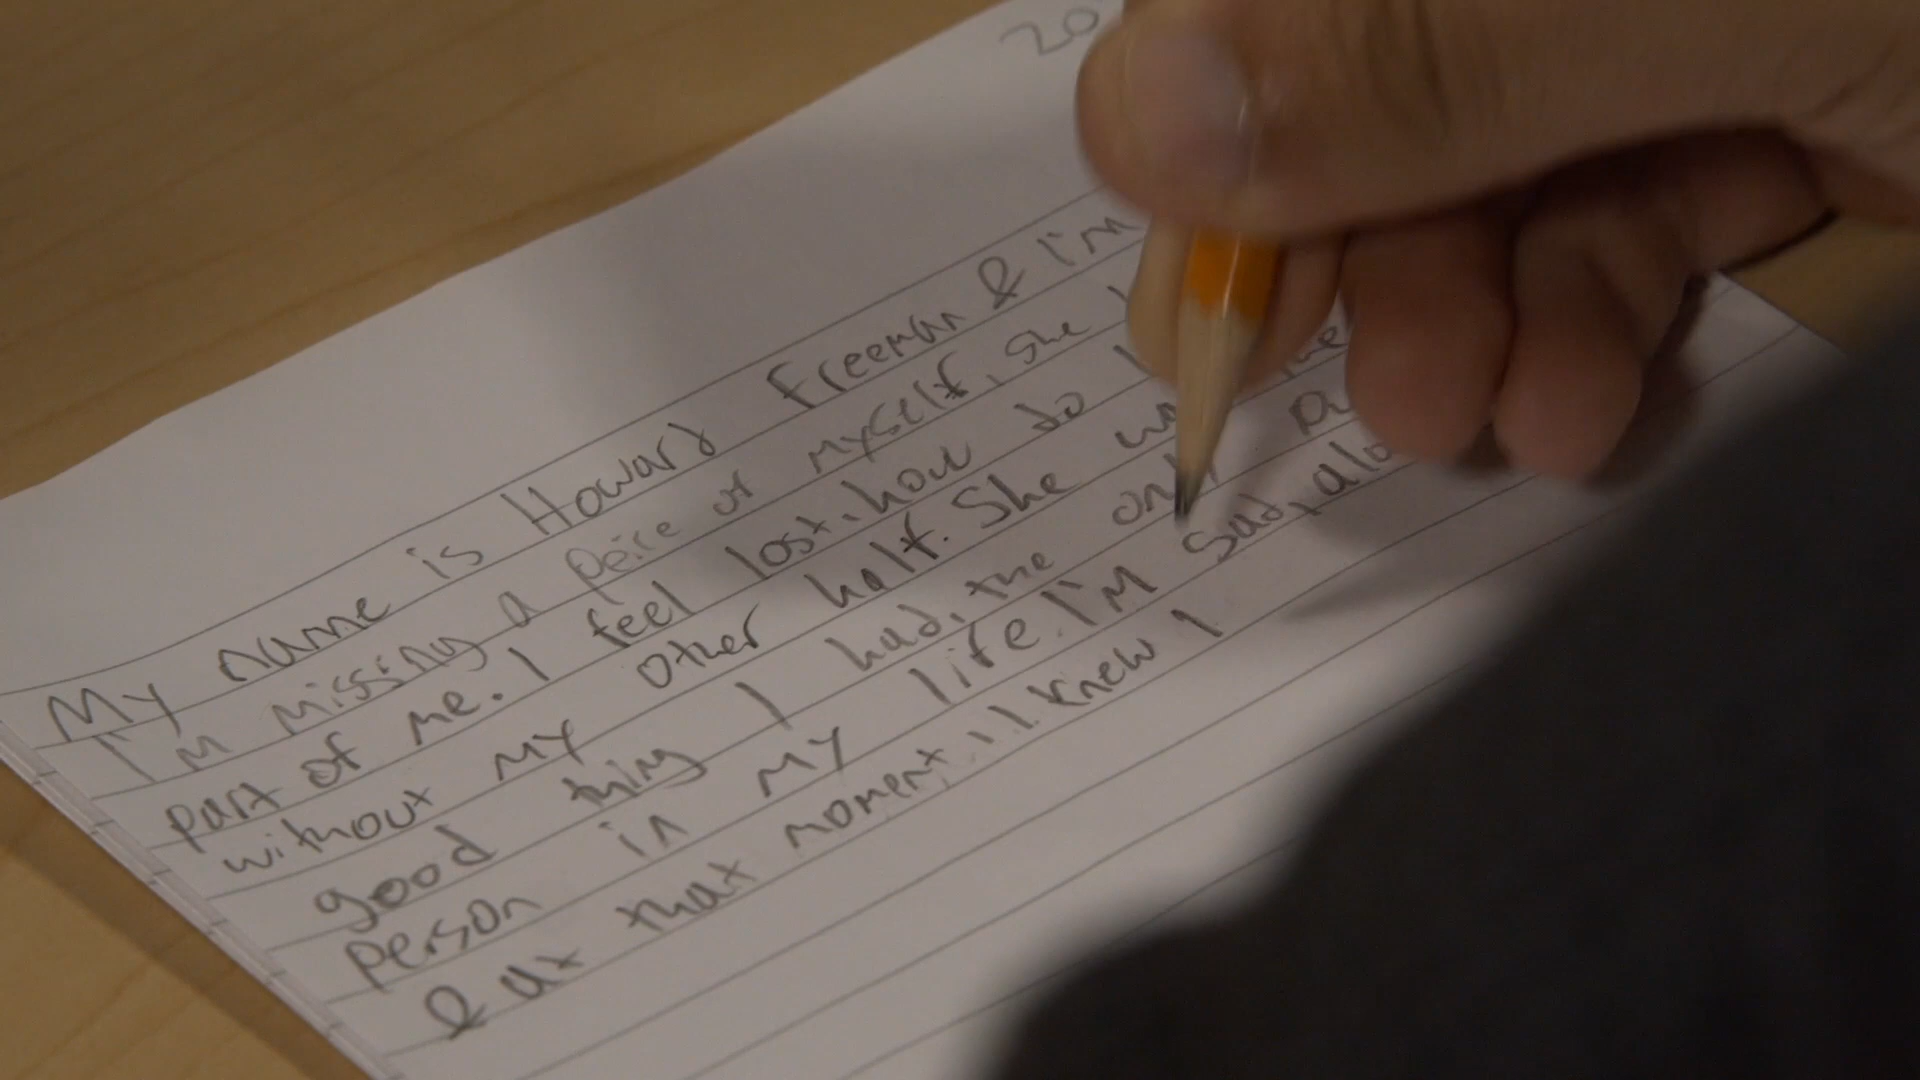 20
My name is Howard Freeman & I'm
I'm missing a peice of myself, she
part of me. I feel lost, how do I
without my other half. She
good thing I had, the only
person in my life. I'm sad,
& at that moment, I. knew I